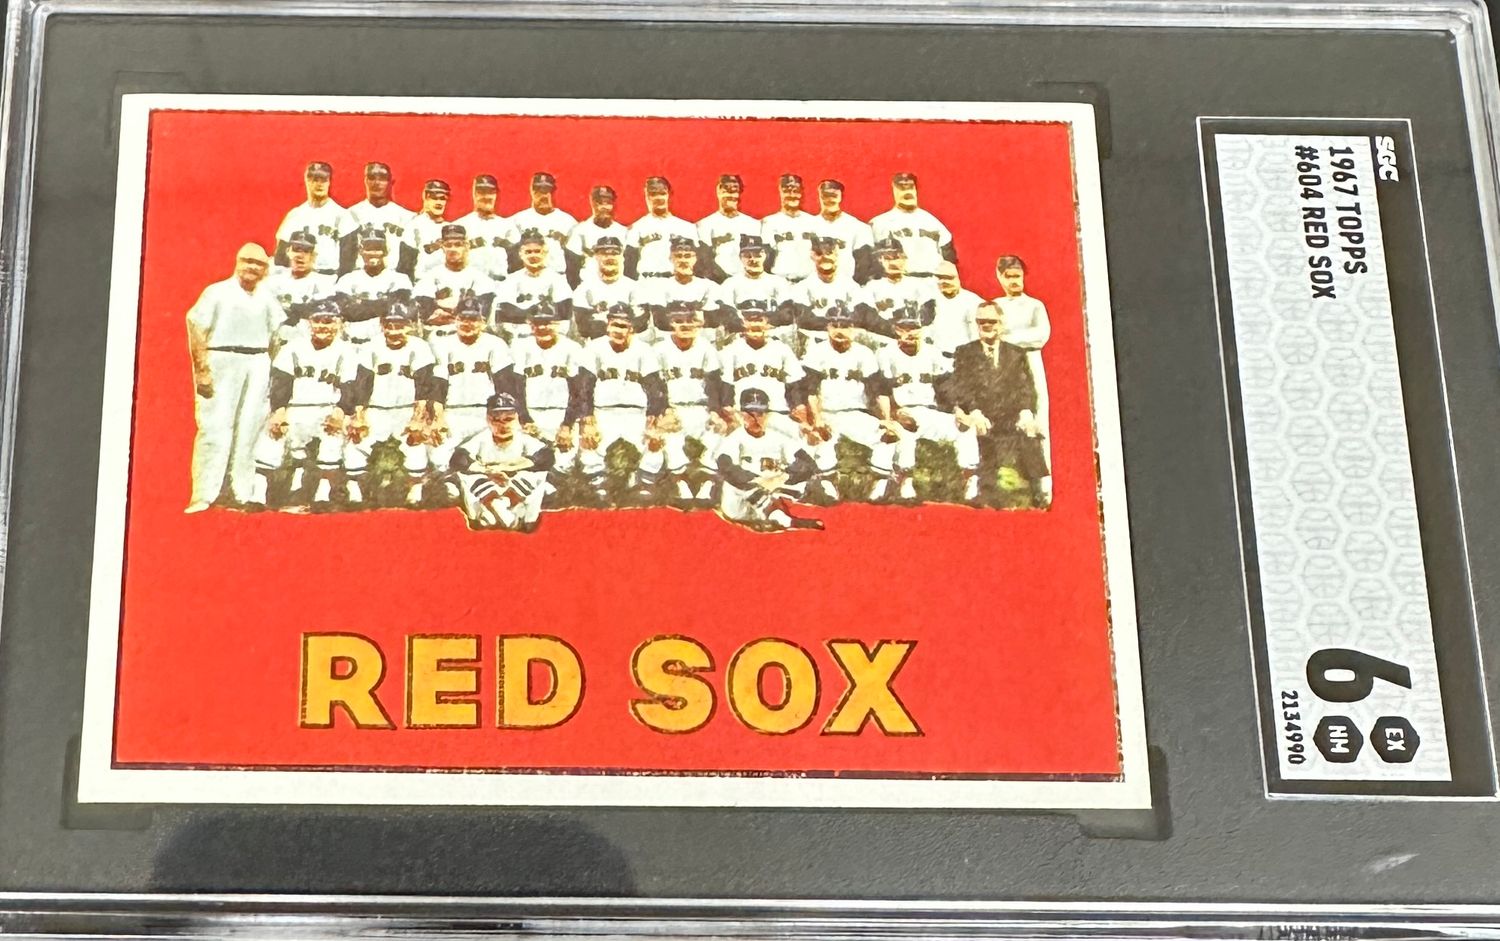 RED SOX
SGC
1967 TOPPS
#604 RED SOX
6
EX
NM
2134990